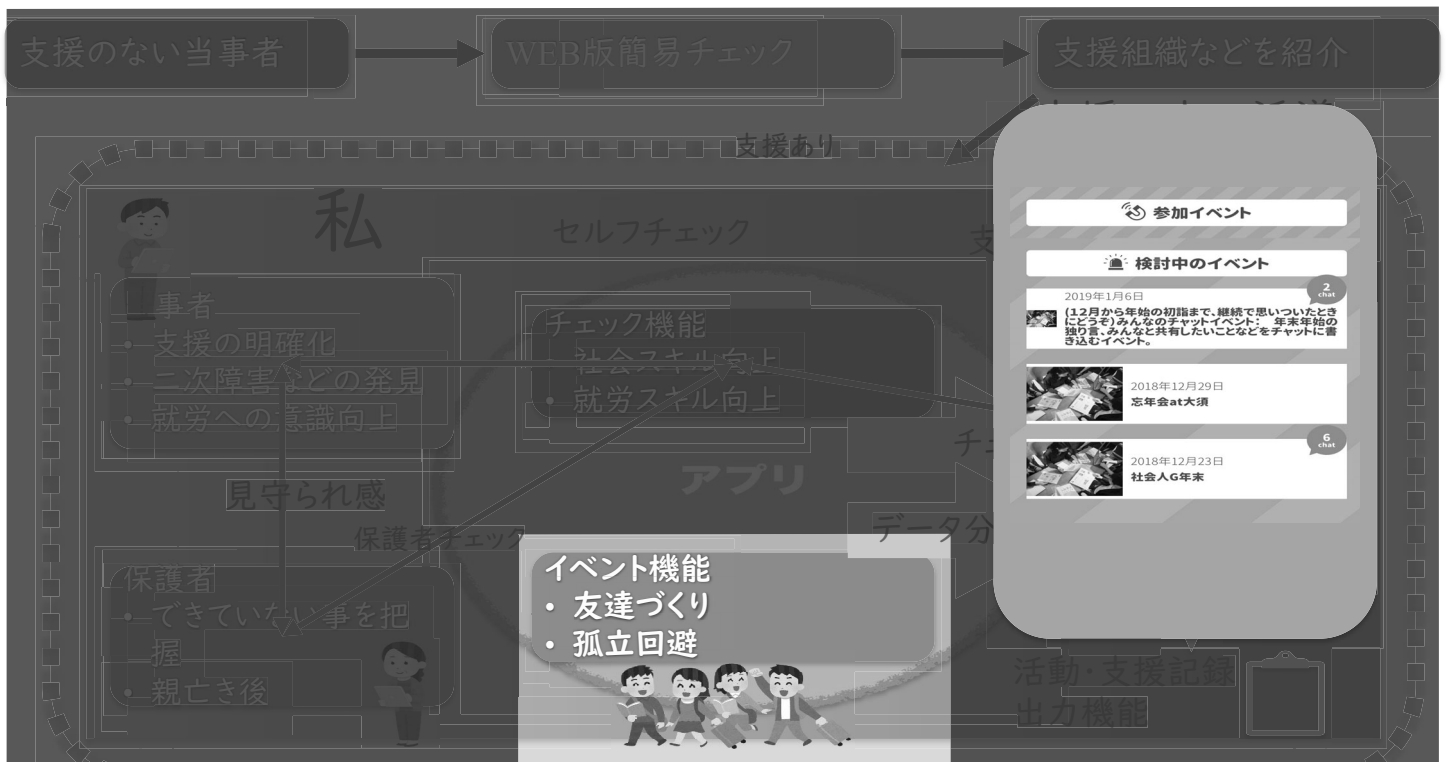 支援のない当事者
WEB版簡易チェック
支援組織などを紹介
支援あり
私
セルフチェック
支
事者
• 支援の明確化
• 二次障害などの発見
• 就労への意識向上
チェック機能
• 社会スキル向上
• 就労スキル向上
アプリ
見守られ感
保護者チェック
データ分
保護者
• できていない事を把
握
• 親亡き後
イベント機能
• 友達づくり
• 孤立回避
参加イベント
検討中のイベント
2
chat
2019年1月6日
(12月から年始の初詣まで、継続で思いついたとき
にどうぞ)みんなのチャットイベント: 年末年始の
独り言、みんなと共有したいことなどをチャットに書
き込むイベント。
2018年12月29日
忘年会at大須
6
chat
2018年12月23日
社会人G年末
活動・支援記録
出力機能